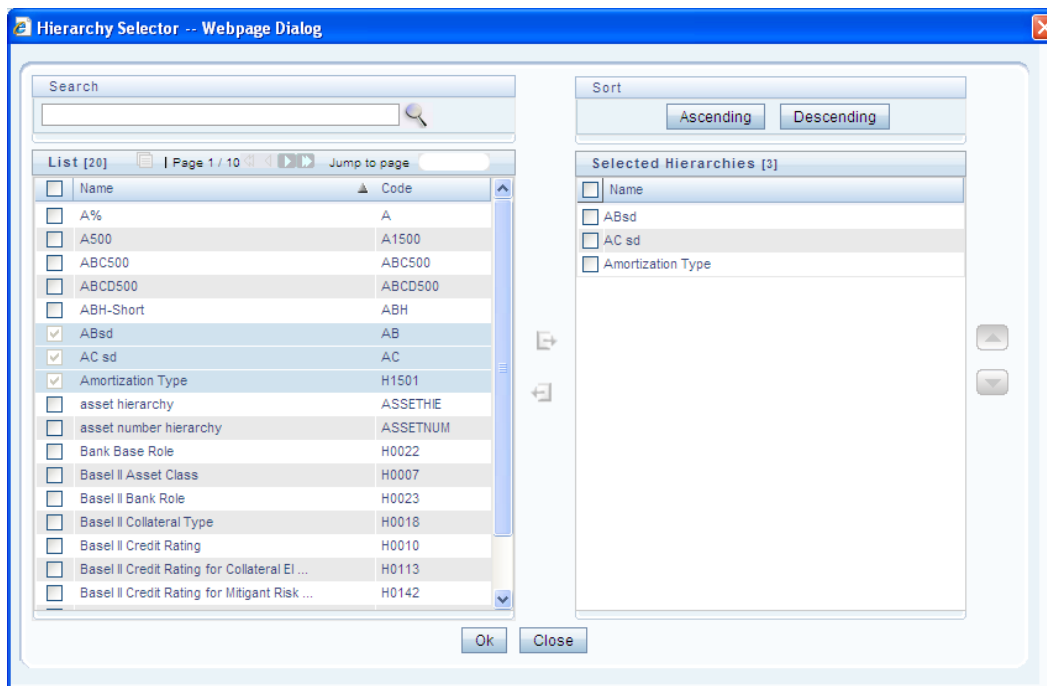 Hierarchy Selector -- Webpage Dialog
Search
Sort
Ascending Descending
List [20] | Page 1 / 10 Jump to page
Selected Hierarchies [3]
Name Code
Name
A% A
A500 A1500
ABC500 ABC500
ABCD500 ABCD500
ABH-Short ABH
ABsd AB
AC sd AC
Amortization Type H1501
asset hierarchy ASSETHIE
asset number hierarchy ASSETNUM
Bank Base Role H0022
Basel II Asset Class H0007
Basel II Bank Role H0023
Basel II Collateral Type H0018
Basel II Credit Rating H0010
Basel II Credit Rating for Collateral El ... H0113
Basel II Credit Rating for Mitigant Risk ... H0142
ABsd
AC sd
Amortization Type
Ok Close